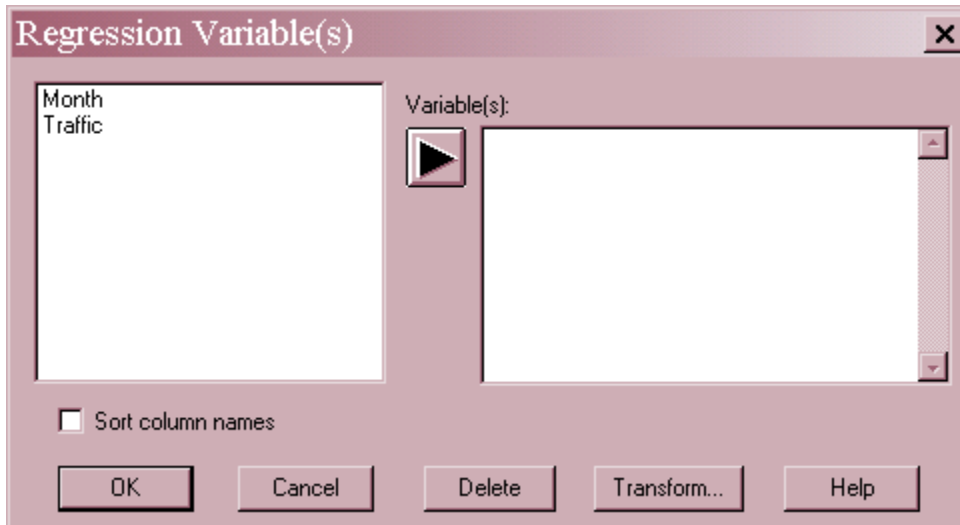 Regression Variable(s)
Month
Traffic
Variable(s):
Sort column names
OK
Cancel
Delete
Transform...
Help